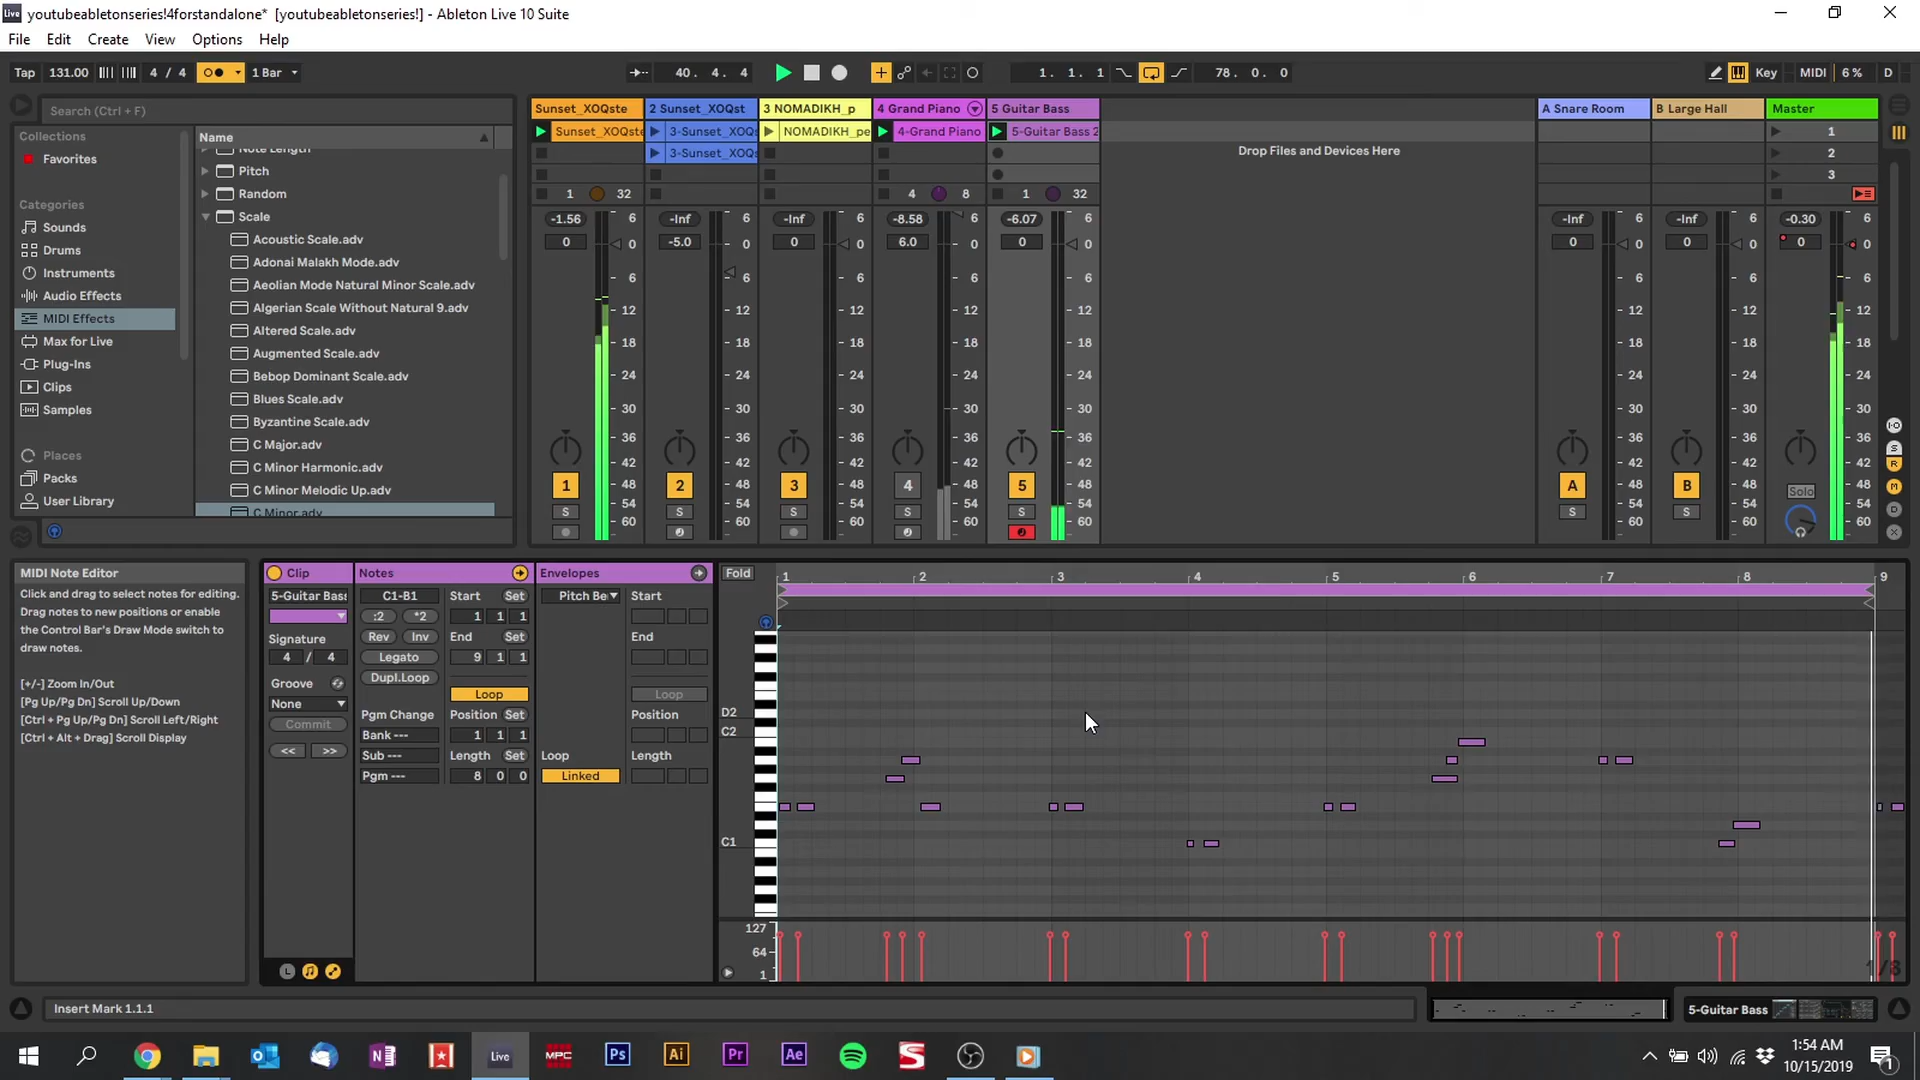 youtubeabletonseries!4forstandalone*  [youtubeabletonseries!] - Ableton Live 10 Suite
File Edit Create View Options Help
Tap 131.00 4 / 4 1 Bar 40. 4. 4 1. 1. 1 78. 0. 0 Key MIDI 6 % D
Search (Ctrl + F)
Collections
Favorites
Categories
Sounds
Drums
Instruments
Audio Effects
MIDI Effects
Max for Live
Plug-Ins
Clips
Samples
Places
Packs
User Library
Name
Note Length
Pitch
Random
Scale
Acoustic Scale.adv
Adonai Malakh Mode.adv
Aeolian Mode Natural Minor Scale.adv
Algerian Scale Without Natural 9.adv
Altered Scale.adv
Augmented Scale.adv
Bebop Dominant Scale.adv
Blues Scale.adv
Byzantine Scale.adv
C Major.adv
C Minor Harmonic.adv
C Minor Melodic Up.adv
C Minor.adv
Sunset_XOQste 2 Sunset_XOQst 3 NOMADIKH_p 4 Grand Piano 5 Guitar Bass A Snare Room B Large Hall Master
Sunset_XOQste 3-Sunset_XOQs NOMADIKH_pe 4-Grand Piano 5-Guitar Bass 2 1
3-Sunset_XOQs 2
Drop Files and Devices Here
3
1 32 4 8 1 32
-1.56 -Inf -Inf -8.58 -6.07 -Inf -Inf -0.30
0 -5.0 0 6.0 0 0 0 0
6 6 6 6 6 6 6 6
0 0 0 0 0 0 0 0
6 6 6 6 6 6 6 6
12 12 12 12 12 12 12 12
18 18 18 18 18 18 18 18
24 24 24 24 24 24 24 24
30 30 30 30 30 30 30 30
36 36 36 36 36 36 36 36
42 42 42 42 42 42 42 42
48 48 48 48 48 48 48 48
54 54 54 54 54 54 54 54
60 60 60 60 60 60 60 60
1 2 3 4 5 A B Solo
S S S S S S S
MIDI Note Editor
Click and drag to select notes for editing.
Drag notes to new positions or enable
the Control Bar's Draw Mode switch to
draw notes.
[+/-] Zoom In/Out
[Pg Up/Pg Dn] Scroll Up/Down
[Ctrl + Pg Up/Pg Dn] Scroll Left/Right
[Ctrl + Alt + Drag] Scroll Display
Clip
5-Guitar Bass
Signature
4 / 4
Groove
None
Commit
<< >>
Notes
C1-B1
:2 *2
Rev Inv
Legato
Dupl.Loop
Pgm Change
Bank ---
Sub ---
Pgm ---
Start Set
1 1 1
End Set
9 1 1
Loop
Position Set
1 1 1
Length Set
8 0 0
Envelopes
Pitch Be
Loop
Linked
Start
End
Loop
Position
Length
Fold
1 2 3 4 5 6 7 8 9
D2
C2
C1
127
64
1
1/8
Insert Mark 1.1.1
5-Guitar Bass
Live MPC Ps Ai Pr Ae
1:54 AM
10/15/2019
1